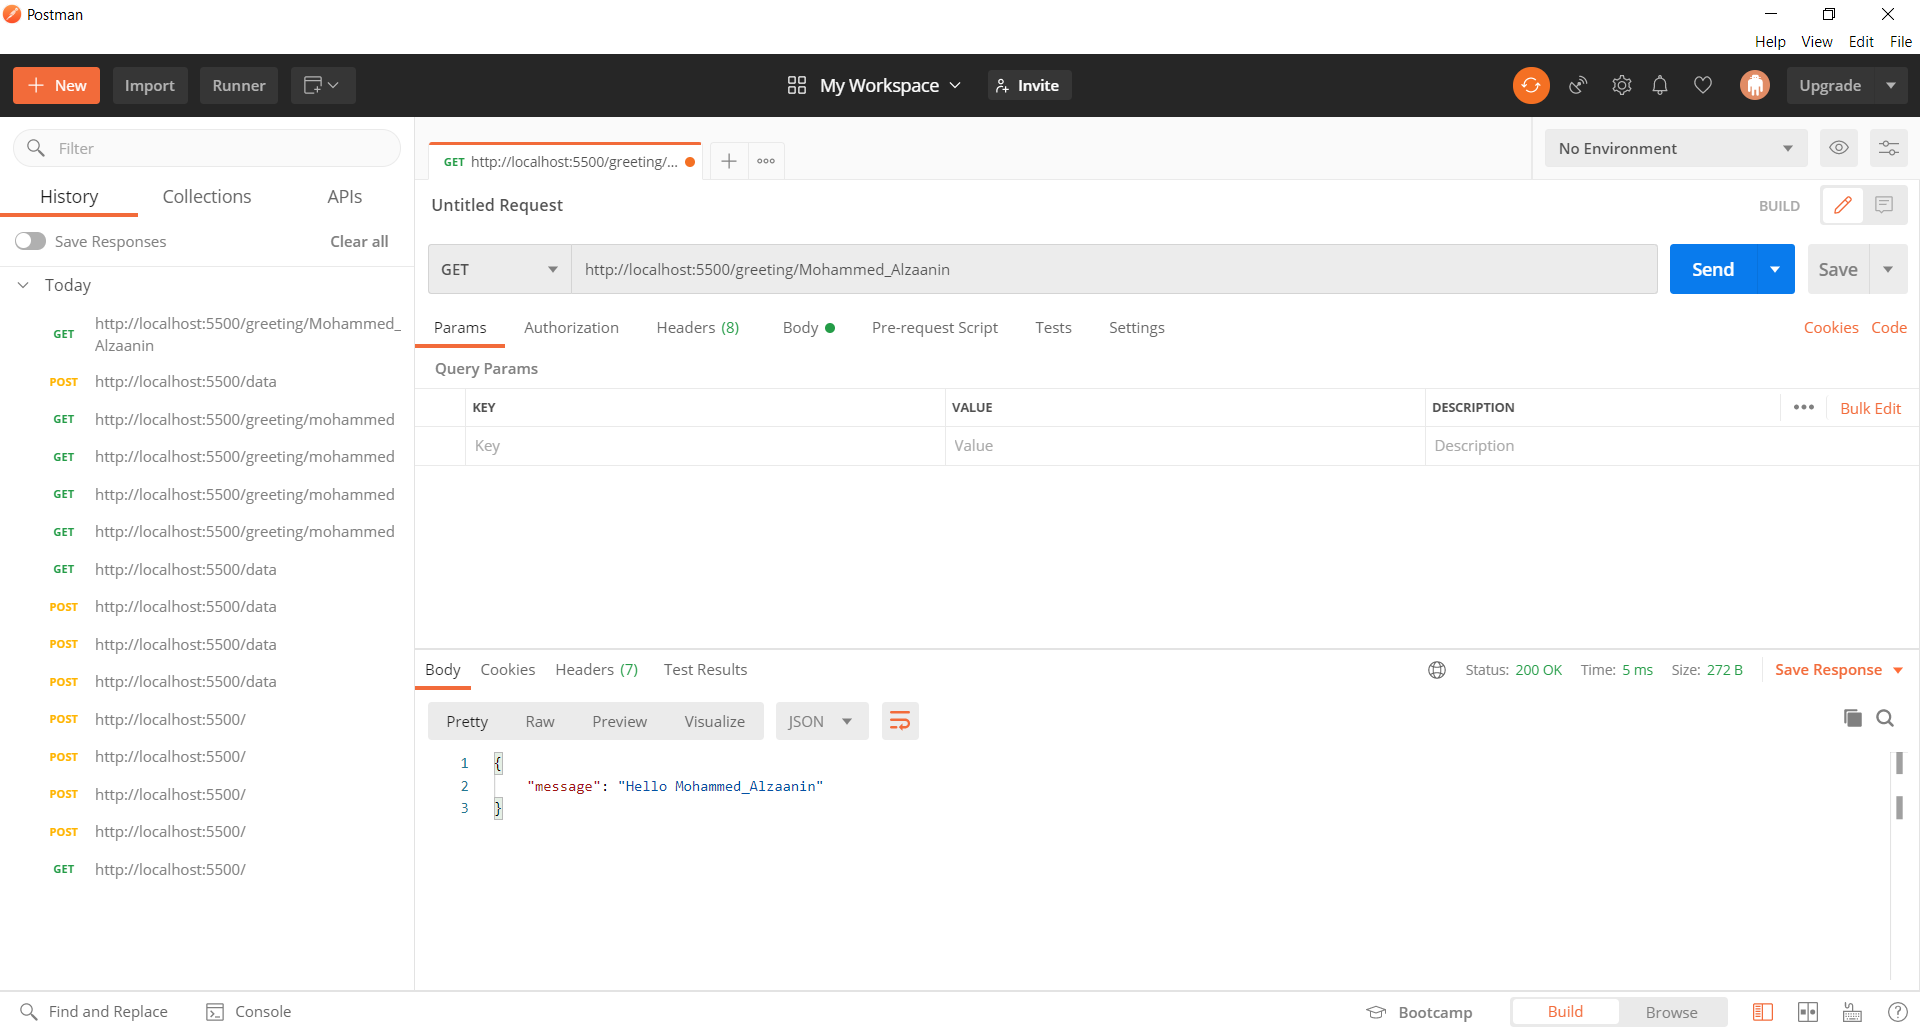 Postman
Help View Edit File
New Import Runner My Workspace Invite Upgrade
Filter
History Collections APIs
Save Responses Clear all
Today
GET http://localhost:5500/greeting/Mohammed_
Alzaanin
POST http://localhost:5500/data
GET http://localhost:5500/greeting/mohammed
GET http://localhost:5500/greeting/mohammed
GET http://localhost:5500/greeting/mohammed
GET http://localhost:5500/greeting/mohammed
GET http://localhost:5500/data
POST http://localhost:5500/data
POST http://localhost:5500/data
POST http://localhost:5500/data
POST http://localhost:5500/
POST http://localhost:5500/
POST http://localhost:5500/
POST http://localhost:5500/
GET http://localhost:5500/
GET http://localhost:5500/greeting/...
No Environment
Untitled Request BUILD
GET http://localhost:5500/greeting/Mohammed_Alzaanin Send Save
Params Authorization Headers (8) Body Pre-request Script Tests Settings Cookies Code
Query Params
KEY VALUE DESCRIPTION Bulk Edit
Key Value Description
Body Cookies Headers (7) Test Results Status: 200 OK Time: 5 ms Size: 272 B Save Response
Pretty Raw Preview Visualize JSON
1 {
2 "message": "Hello Mohammed_Alzaanin"
3 }
Find and Replace Console Bootcamp Build Browse